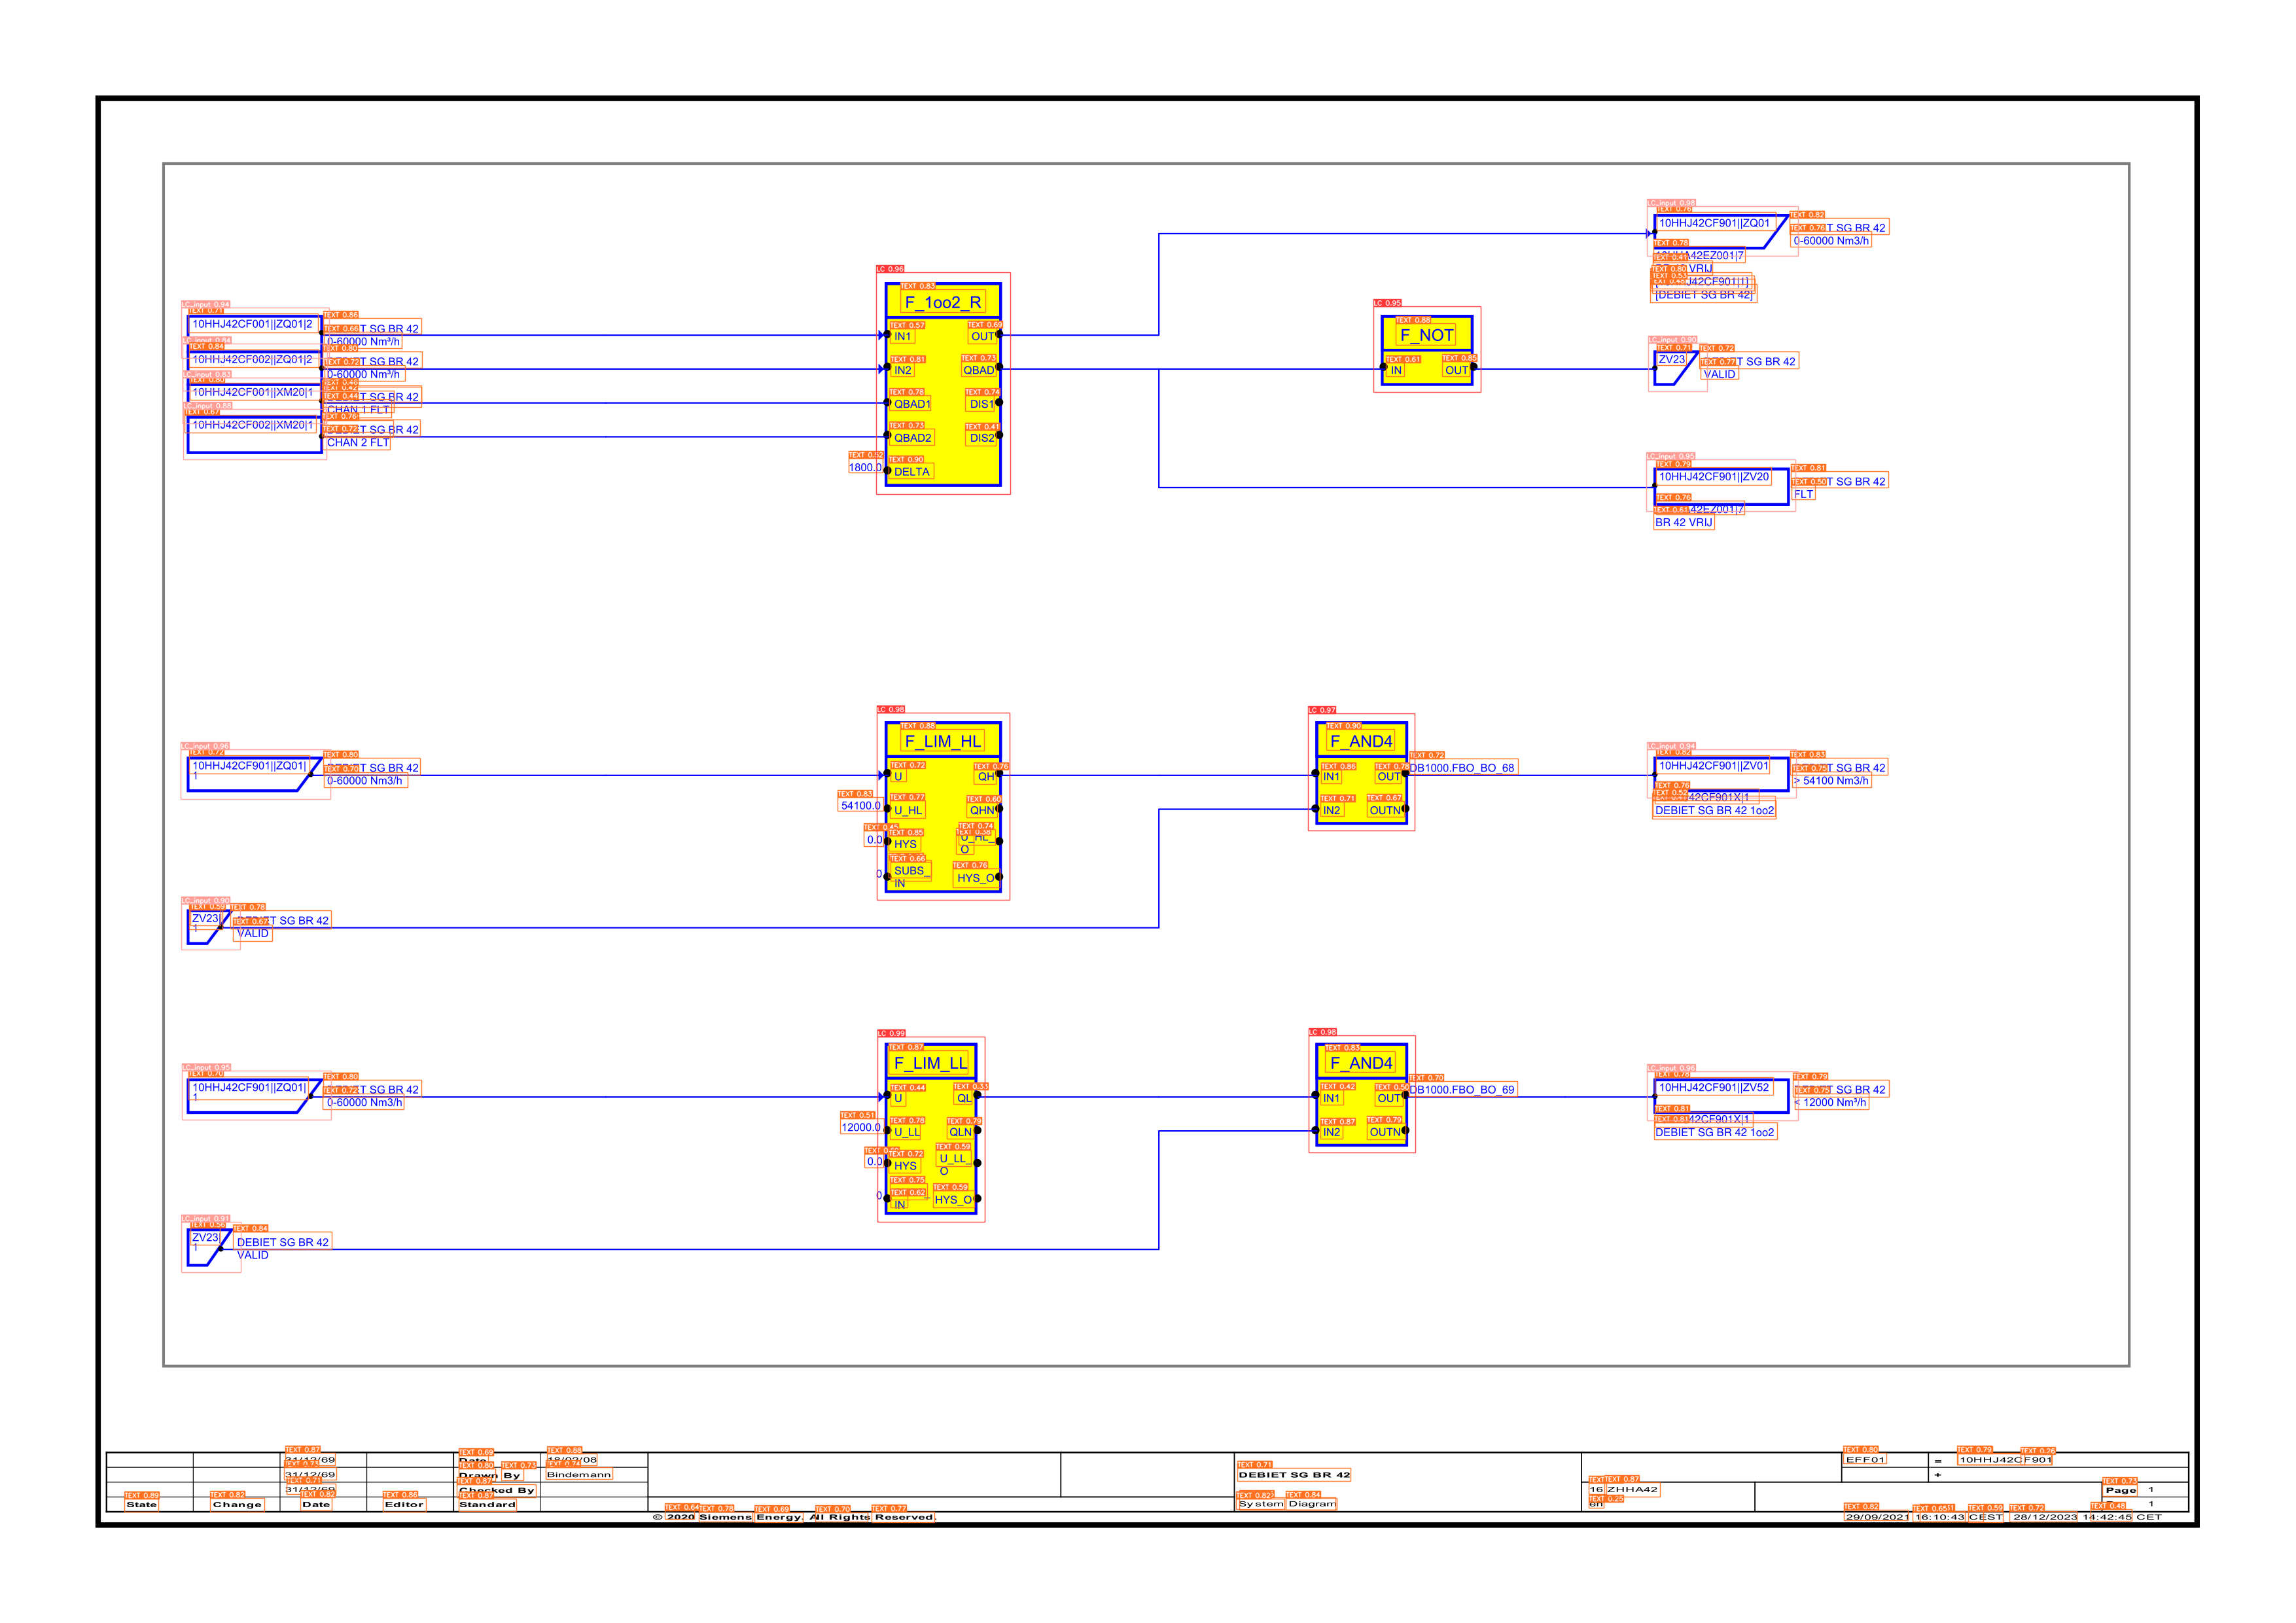 10HHJ42CF001||ZQ01|2
T SG BR 42
0-60000 Nm³/h
10HHJ42CF002||ZQ01|2
T SG BR 42
0-60000 Nm³/h
10HHJ42CF001||XM20|1
T SG BR 42
CHAN 1 FLT
10HHJ42CF002||XM20|1
T SG BR 42
CHAN 2 FLT
F_1oo2_R
IN1
OUT
IN2
QBAD
QBAD1
DIS1
QBAD2
DIS2
1800.0
DELTA
F_NOT
IN
OUT
10HHJ42CF901||ZQ01
T SG BR 42
0-60000 Nm3/h
42EZ001|7
VRIJ
42CF901|1]
[DEBIET SG BR 42]
ZV23
T SG BR 42
VALID
10HHJ42CF901||ZV20
T SG BR 42
FLT
42EZ001|7
BR 42 VRIJ
10HHJ42CF901||ZQ01|
1
T SG BR 42
0-60000 Nm3/h
F_LIM_HL
U
QH
54100.0
U_HL
QHN
0.0
HYS
U_HL_
O
0
SUBS_
IN
HYS_O
F_AND4
IN1
OUT
IN2
OUTN
DB1000.FBO_BO_68
10HHJ42CF901||ZV01
T SG BR 42
> 54100 Nm3/h
42CF901X|1
DEBIET SG BR 42 1oo2
ZV23|
1
T SG BR 42
VALID
10HHJ42CF901||ZQ01|
1
T SG BR 42
0-60000 Nm3/h
F_LIM_LL
U
QL
12000.0
U_LL
QLN
0.0
HYS
U_LL_
O
0
IN
HYS_O
F_AND4
IN1
OUT
IN2
OUTN
DB1000.FBO_BO_69
10HHJ42CF901||ZV52
SG BR 42
< 12000 Nm³/h
42CF901X|1
DEBIET SG BR 42 1oo2
ZV23|
1
DEBIET SG BR 42
VALID
31/12/69
Date
18/02/08
31/12/69
Drawn By
Bindemann
31/12/69
Checked By
State
Change
Date
Editor
Standard
© 2020 Siemens Energy. All Rights Reserved.
DEBIET SG BR 42
System Diagram
16 ZHHA42
en
EFF01
=
10HHJ42CF901
+
Page 1
1
29/09/2021 16:10:43 CEST
28/12/2023 14:42:45 CET